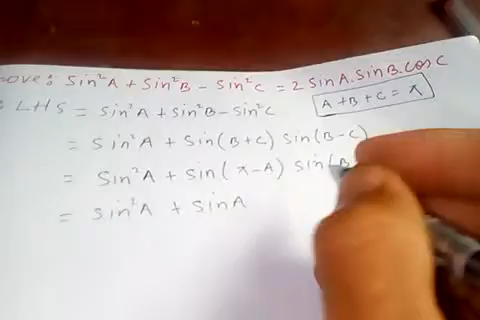 ove: Sin²A + Sin²B - Sin²C = 2 SinA. SinB. CosC
: LHS = Sin²A + Sin²B - Sin²C
A + B + C = π
= Sin²A + Sin(B+C) Sin(B-C)
= Sin²A + Sin(π-A) Sin(B
= Sin²A + SinA